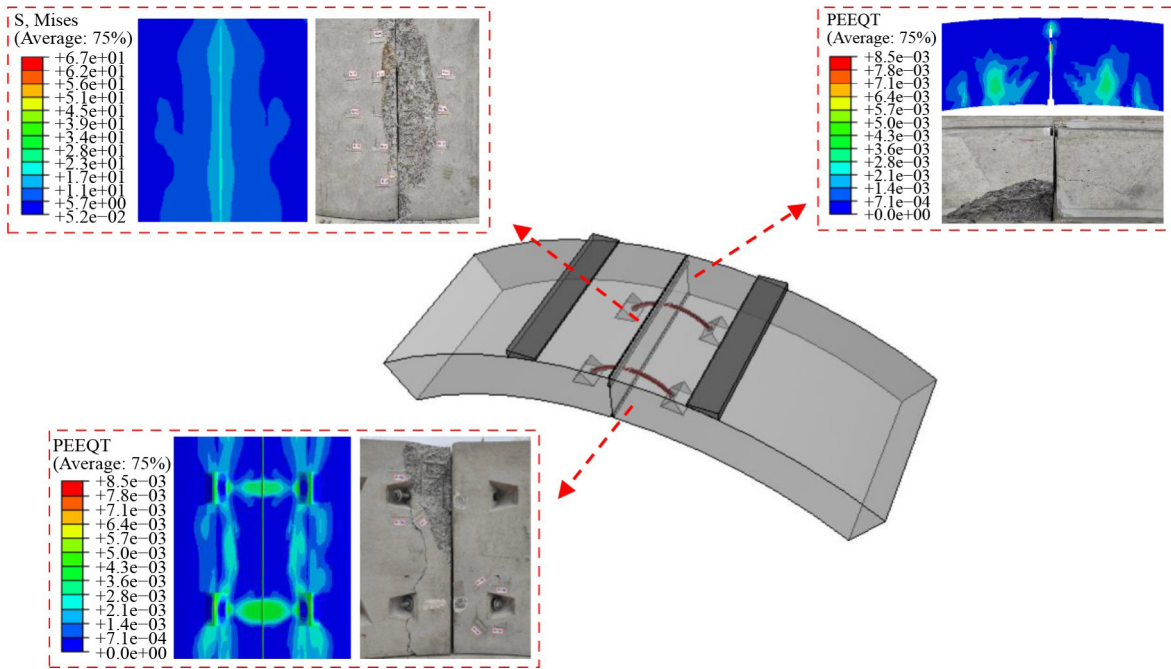 S, Mises
(Average: 75%)
+6.7e+01
+6.2e+01
+5.6e+01
+5.1e+01
+4.5e+01
+3.9e+01
+3.4e+01
+2.8e+01
+2.3e+01
+1.7e+01
+1.1e+01
+5.7e+00
+5.2e−02
PEEQT
(Average: 75%)
+8.5e−03
+7.8e−03
+7.1e−03
+6.4e−03
+5.7e−03
+5.0e−03
+4.3e−03
+3.6e−03
+2.8e−03
+2.1e−03
+1.4e−03
+7.1e−04
+0.0e+00
PEEQT
(Average: 75%)
+8.5e−03
+7.8e−03
+7.1e−03
+6.4e−03
+5.7e−03
+5.0e−03
+4.3e−03
+3.6e−03
+2.8e−03
+2.1e−03
+1.4e−03
+7.1e−04
+0.0e+00